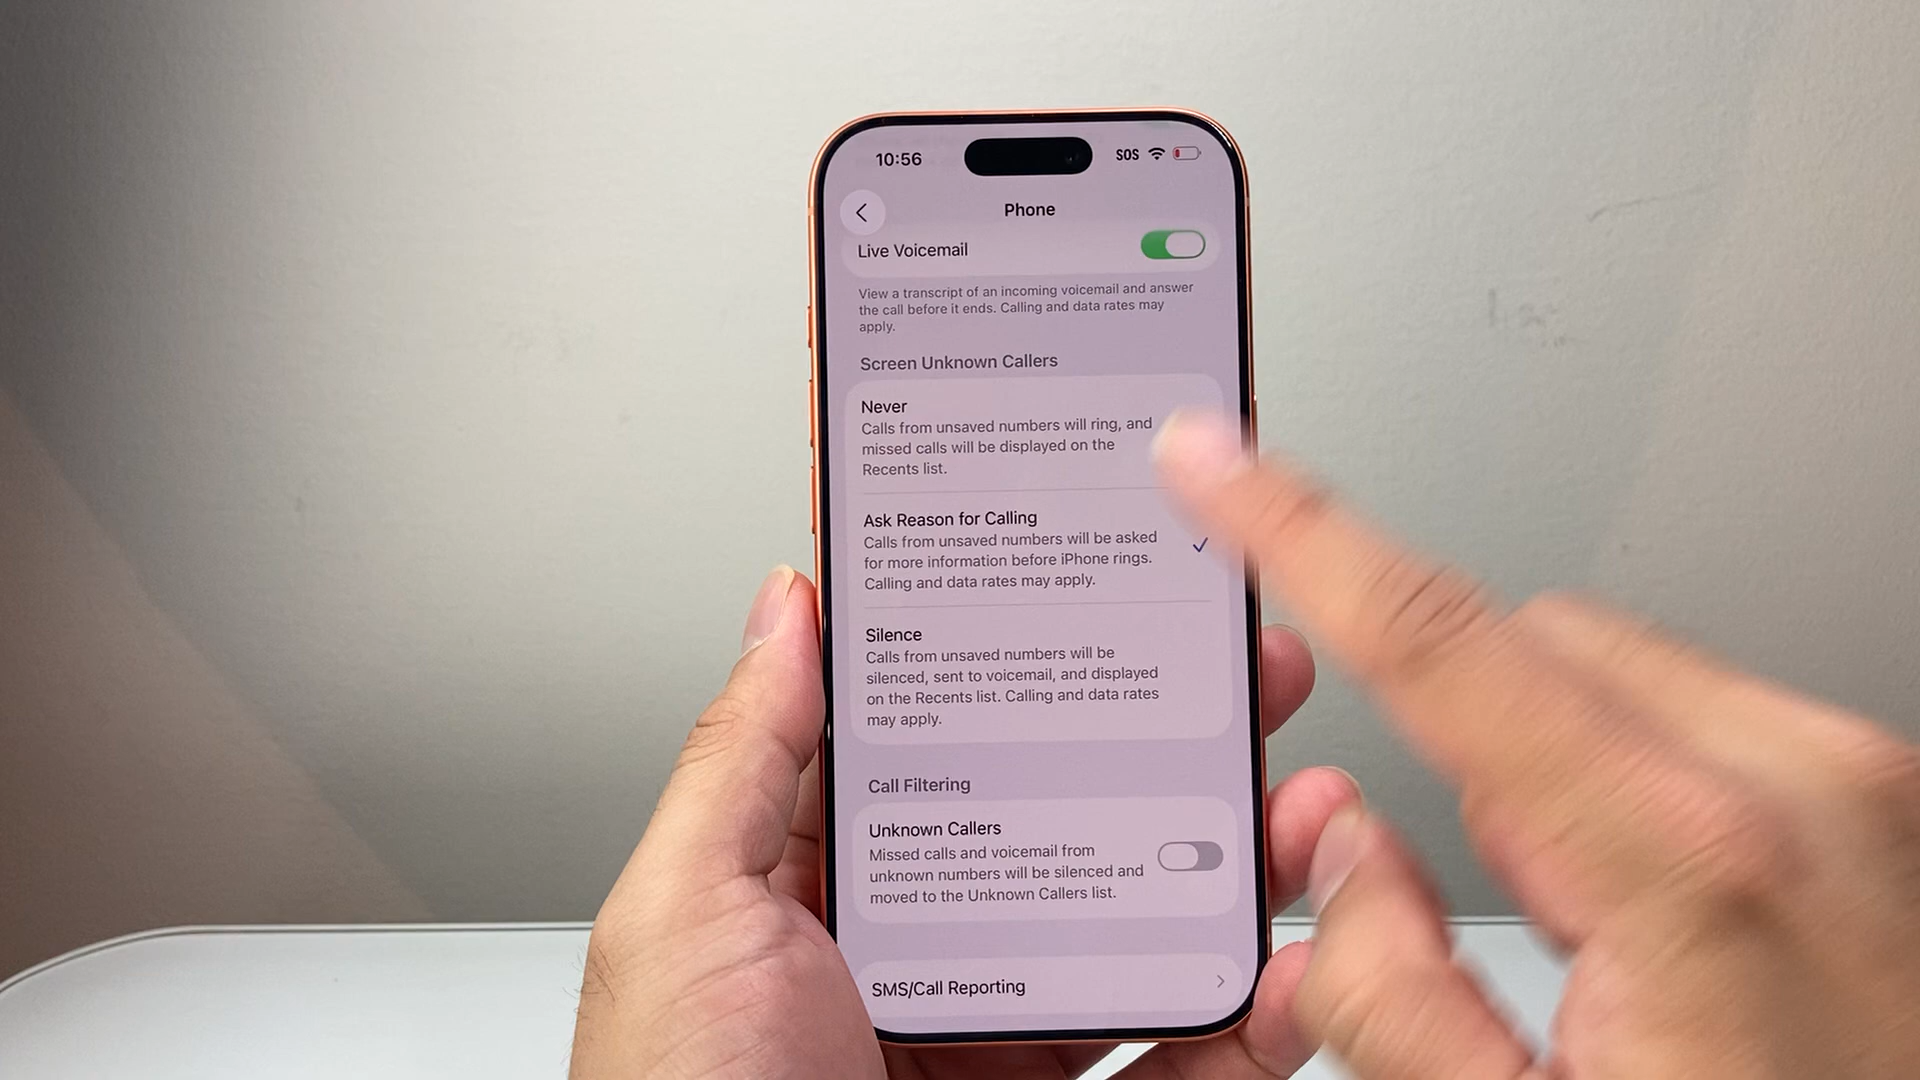 10:56
SOS
Phone
Live Voicemail
View a transcript of an incoming voicemail and answer
the call before it ends. Calling and data rates may
apply.
Screen Unknown Callers
Never
Calls from unsaved numbers will ring, and
missed calls will be displayed on the
Recents list.
Ask Reason for Calling
Calls from unsaved numbers will be asked
for more information before iPhone rings.
Calling and data rates may apply.
Silence
Calls from unsaved numbers will be
silenced, sent to voicemail, and displayed
on the Recents list. Calling and data rates
may apply.
Call Filtering
Unknown Callers
Missed calls and voicemail from
unknown numbers will be silenced and
moved to the Unknown Callers list.
SMS/Call Reporting